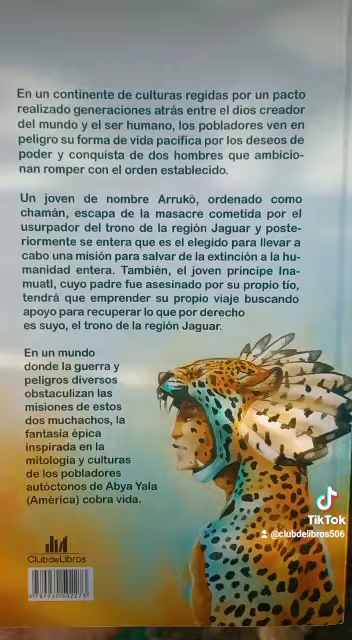 En un continente de culturas regidas por un pacto
realizado generaciones atrás entre el dios creador
del mundo y el ser humano, los pobladores ven en
peligro su forma de vida pacífica por los deseos de
poder y conquista de dos hombres que ambicio-
nan romper con el orden establecido.
Un joven de nombre Arrukö, ordenado como
chamán, escapa de la masacre cometida por el
usurpador del trono de la región Jaguar y poste-
riormente se entera que es el elegido para llevar a
cabo una misión para salvar de la extinción a la hu-
manidad entera. También, el joven príncipe Ina-
muatl, cuyo padre fue asesinado por su propio tío,
tendrá que emprender su propio viaje buscando
apoyo para recuperar lo que por derecho
es suyo, el trono de la región Jaguar.
En un mundo
donde la guerra y
peligros diversos
obstaculizan las
misiones de estos
dos muchachos, la
fantasía épica
inspirada en la
mitología y culturas
de los pobladores
autóctonos de Abya Yala
(América) cobra vida.
ClubdeLibros
TikTok
@clubdelibros506